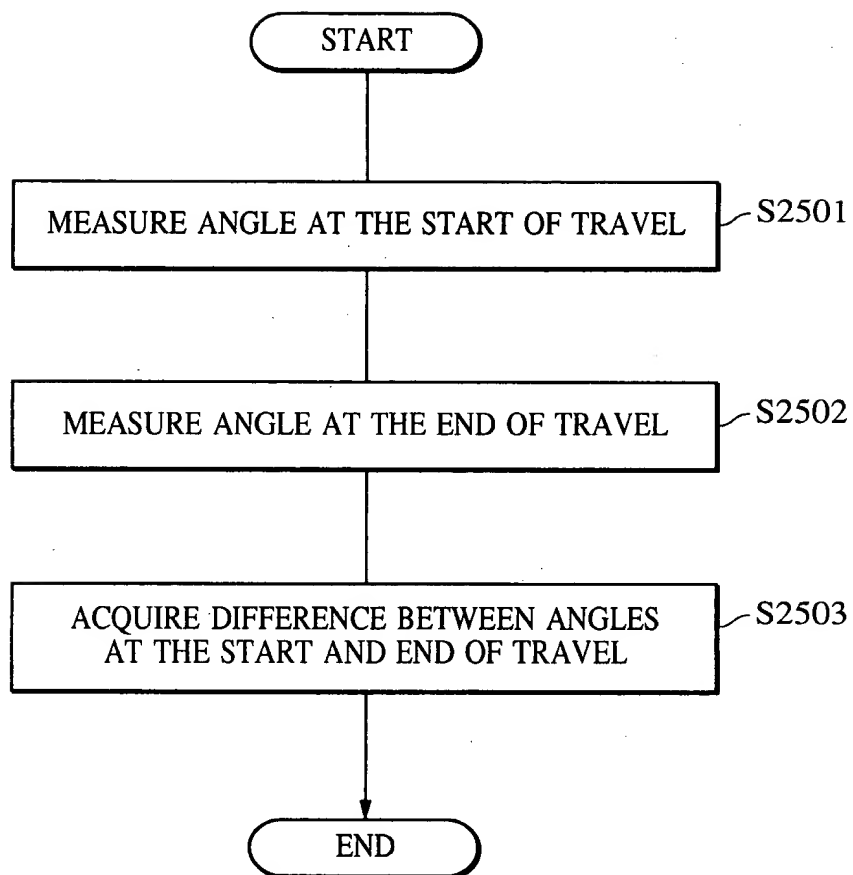 START
MEASURE ANGLE AT THE START OF TRAVEL
S2501
MEASURE ANGLE AT THE END OF TRAVEL
S2502
ACQUIRE DIFFERENCE BETWEEN ANGLES
AT THE START AND END OF TRAVEL
S2503
END